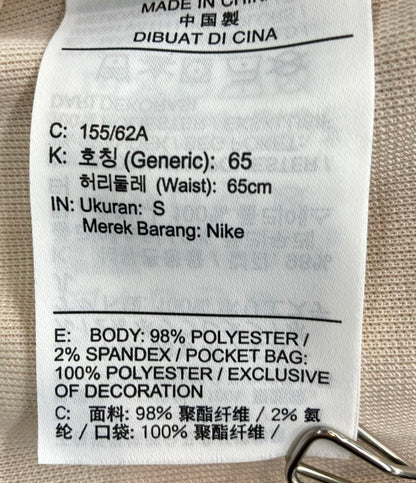 MADE IN CHINA
中国製
DIBUAT DI CINA
C: 155/62A
K: 호칭 (Generic): 65
허리둘레 (Waist): 65cm
IN: Ukuran: S
Merek Barang: Nike
E: BODY: 98% POLYESTER /
2% SPANDEX / POCKET BAG:
100% POLYESTER / EXCLUSIVE
OF DECORATION
C: 面料: 98% 聚酯纤维 / 2% 氨
纶 / 口袋: 100% 聚酯纤维 /